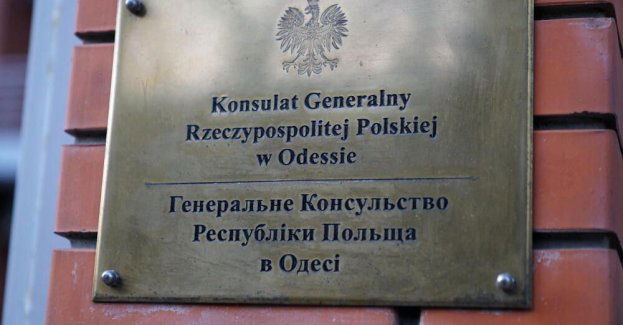 Konsulat Generalny
Rzeczypospolitej Polskiej
w Odessie
Генеральне Консульство
Республіки Польща
в Одесі